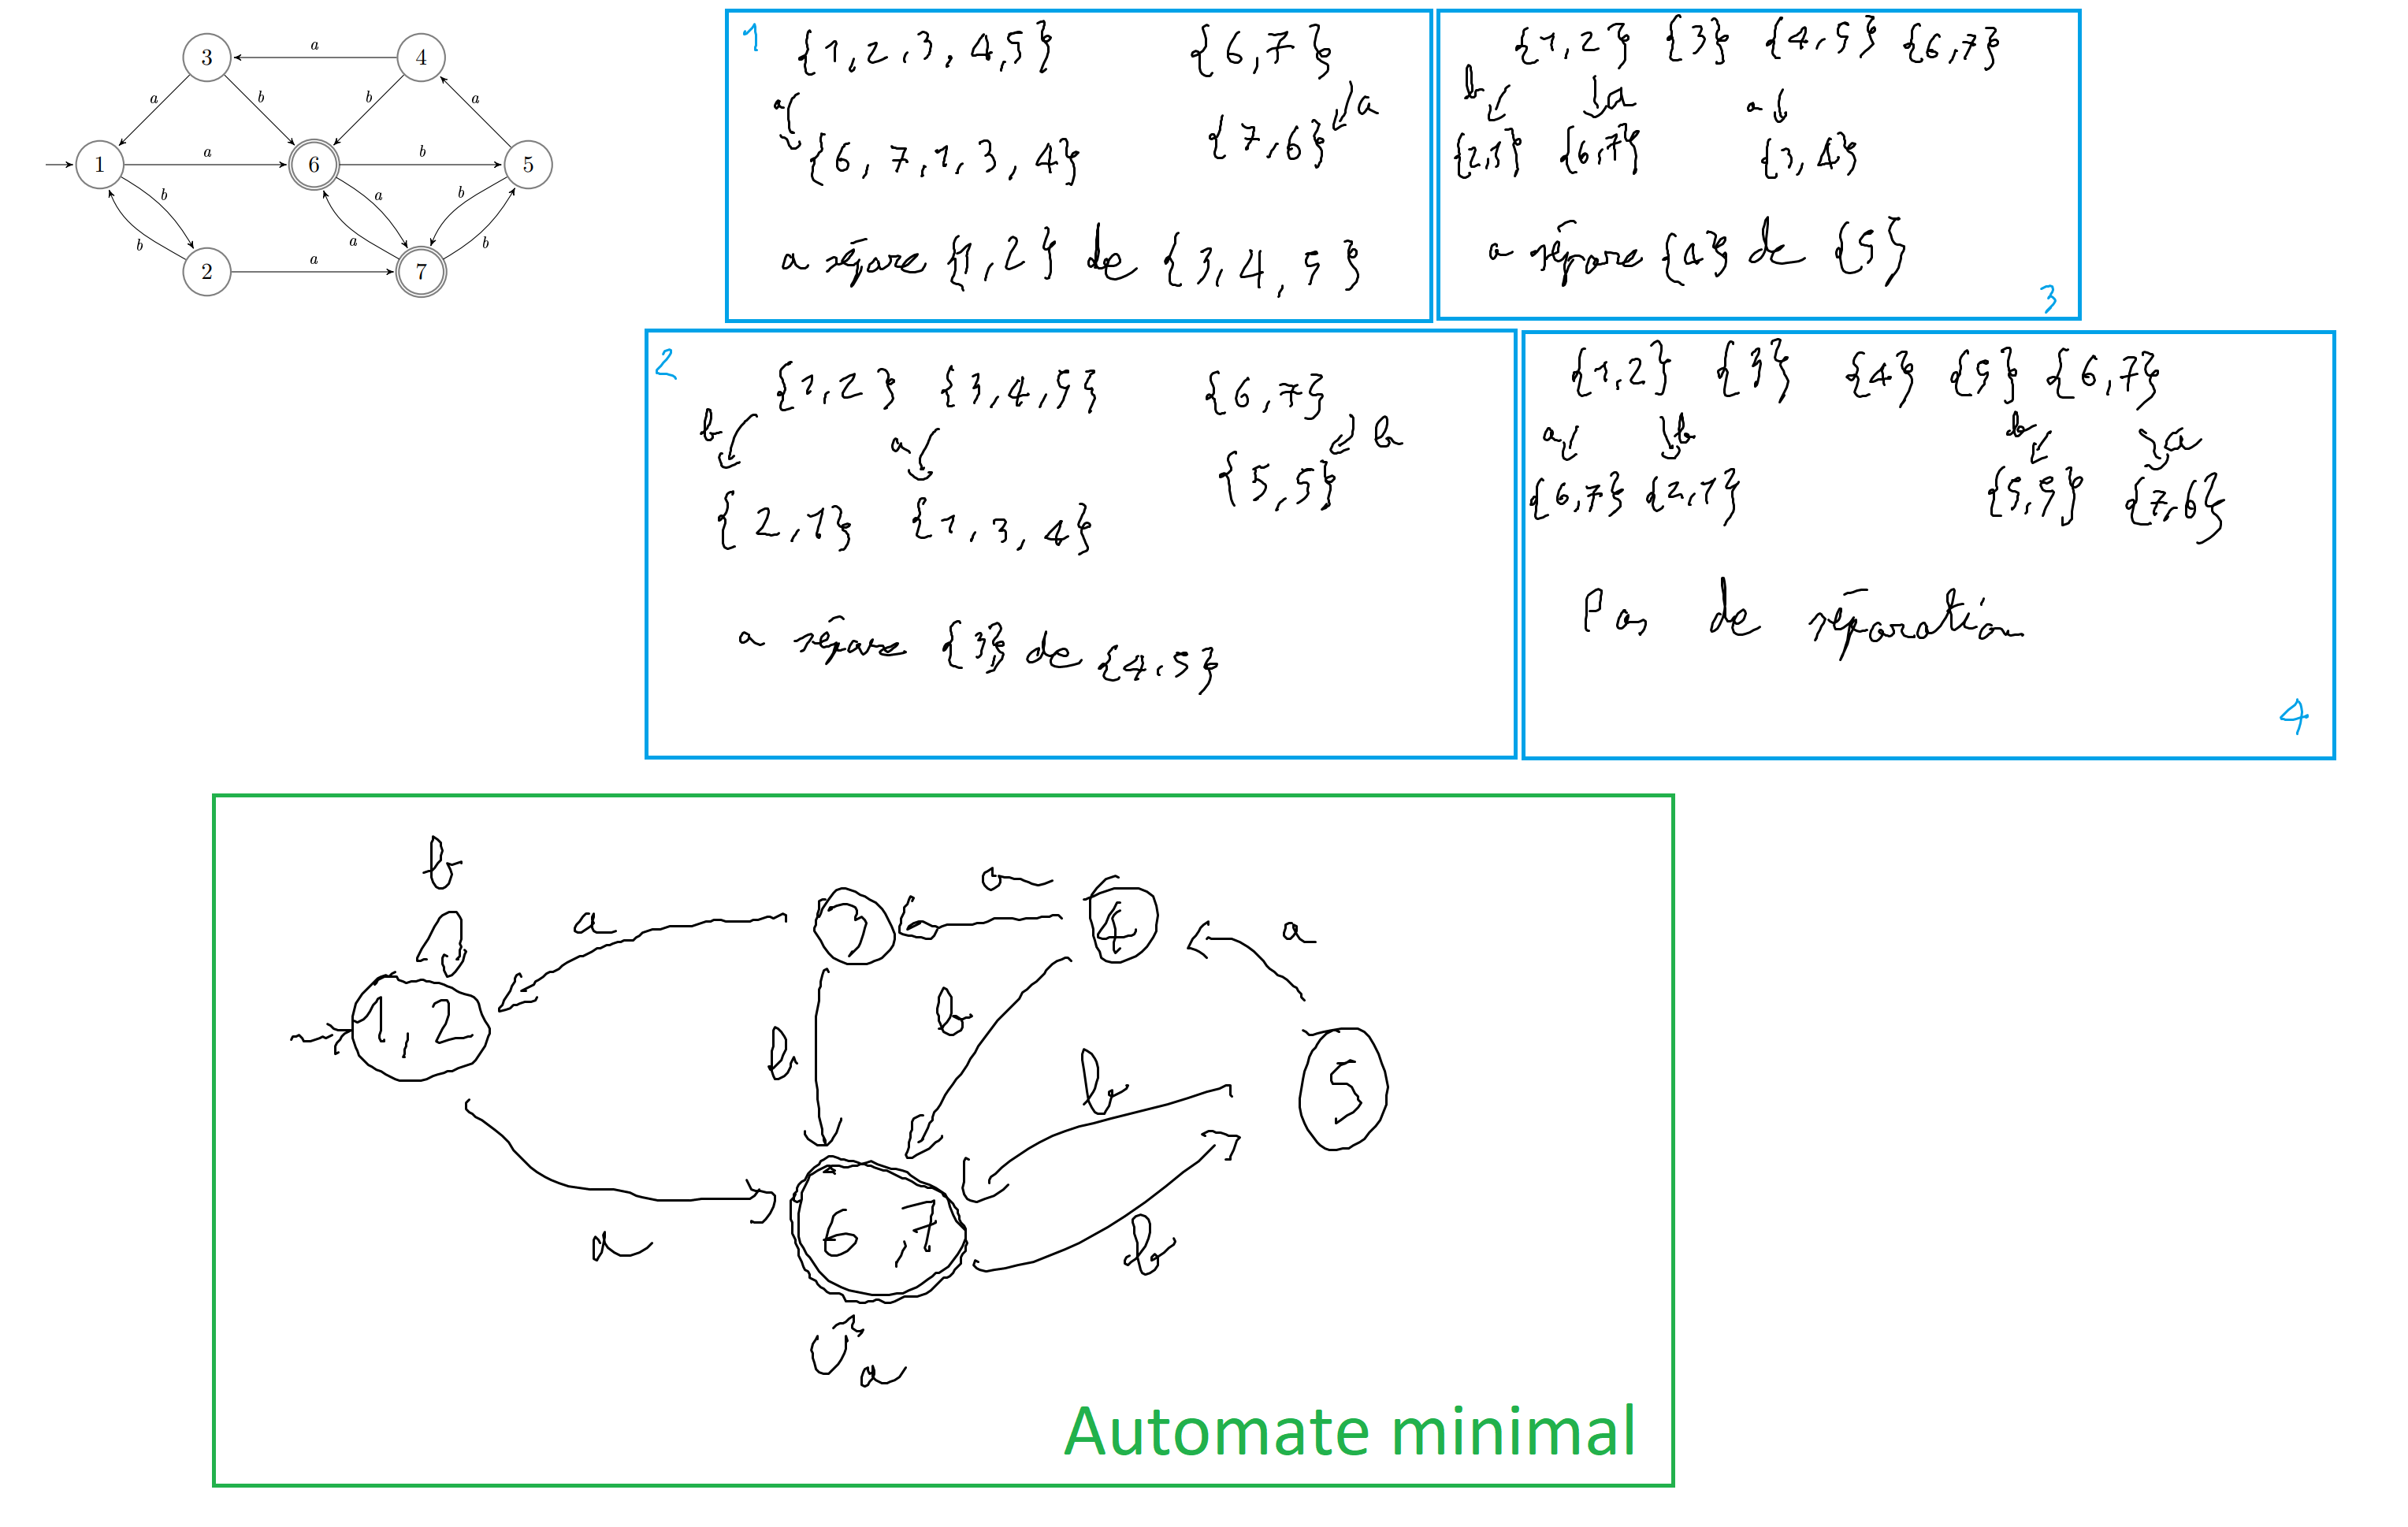 3 a 4
a b b a
1 a 6 b 5
b a b
b a b
2 a 7
1 {1,2,3,4,5} {6,7}
a a
{6,7,1,3,4} {7,6}
a sépare {1,2} de {3,4,5}
{1,2} {3} {4,5} {6,7}
b a a
{2,1} {6,7} {3,4}
a sépare {4} de {5}
3
2 {1,2} {3,4,5} {6,7}
b a b
{2,1} {1,3,4} {5,5}
a sépare {3} de {4,5}
{1,2} {3} {4} {5} {6,7}
a b b a
{6,7} {2,1} {5,5} {7,6}
Pas de séparation
4
b
a 3 a 4 a
1,2
b b b 5
a 6,7 b
a
Automate minimal